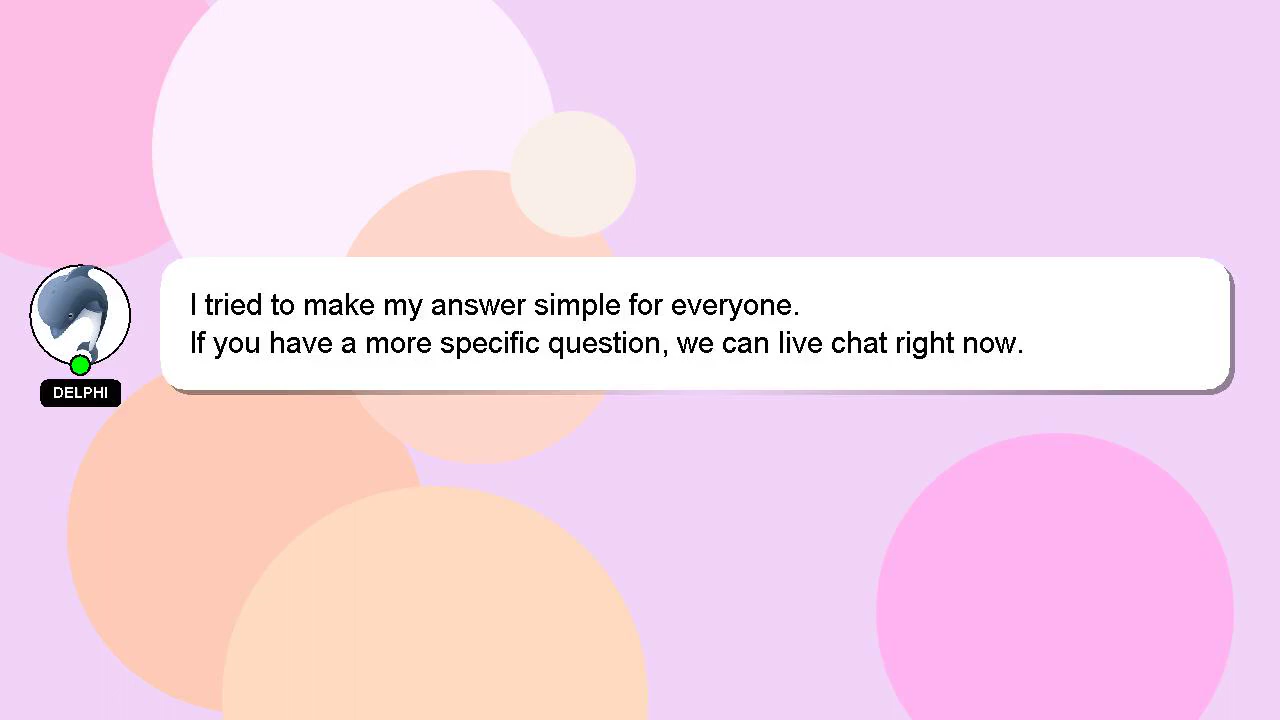 I tried to make my answer simple for everyone.
If you have a more specific question, we can live chat right now.
DELPHI